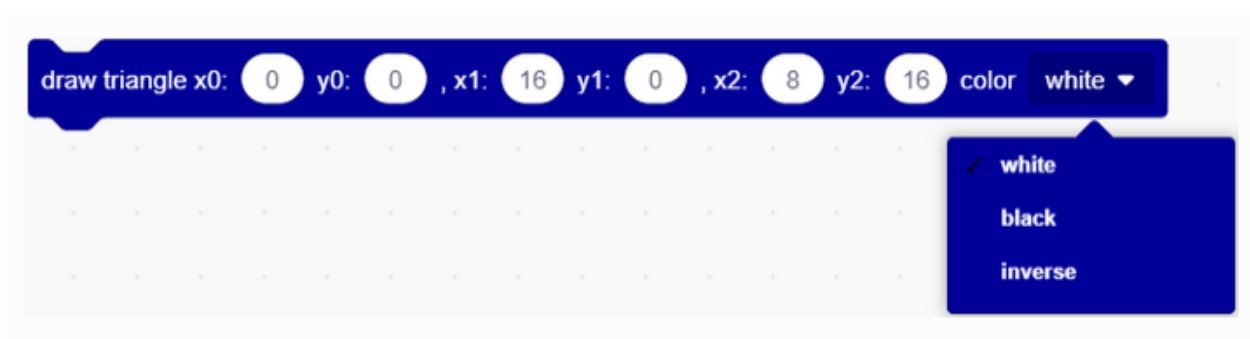 draw triangle x0: 0 y0: 0 , x1: 16 y1: 0 , x2: 8 y2: 16 color white
white
black
inverse